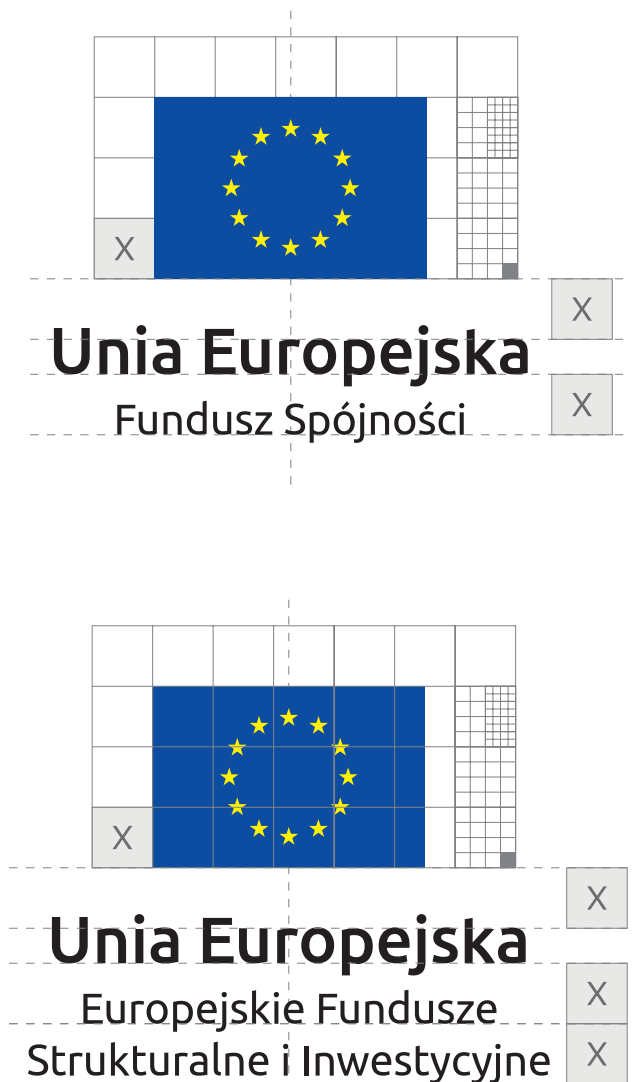 X
X
Unia Europejska
X
Fundusz Spójności
X
X
Unia Europejska
X
Europejskie Fundusze
X
Strukturalne i Inwestycyjne